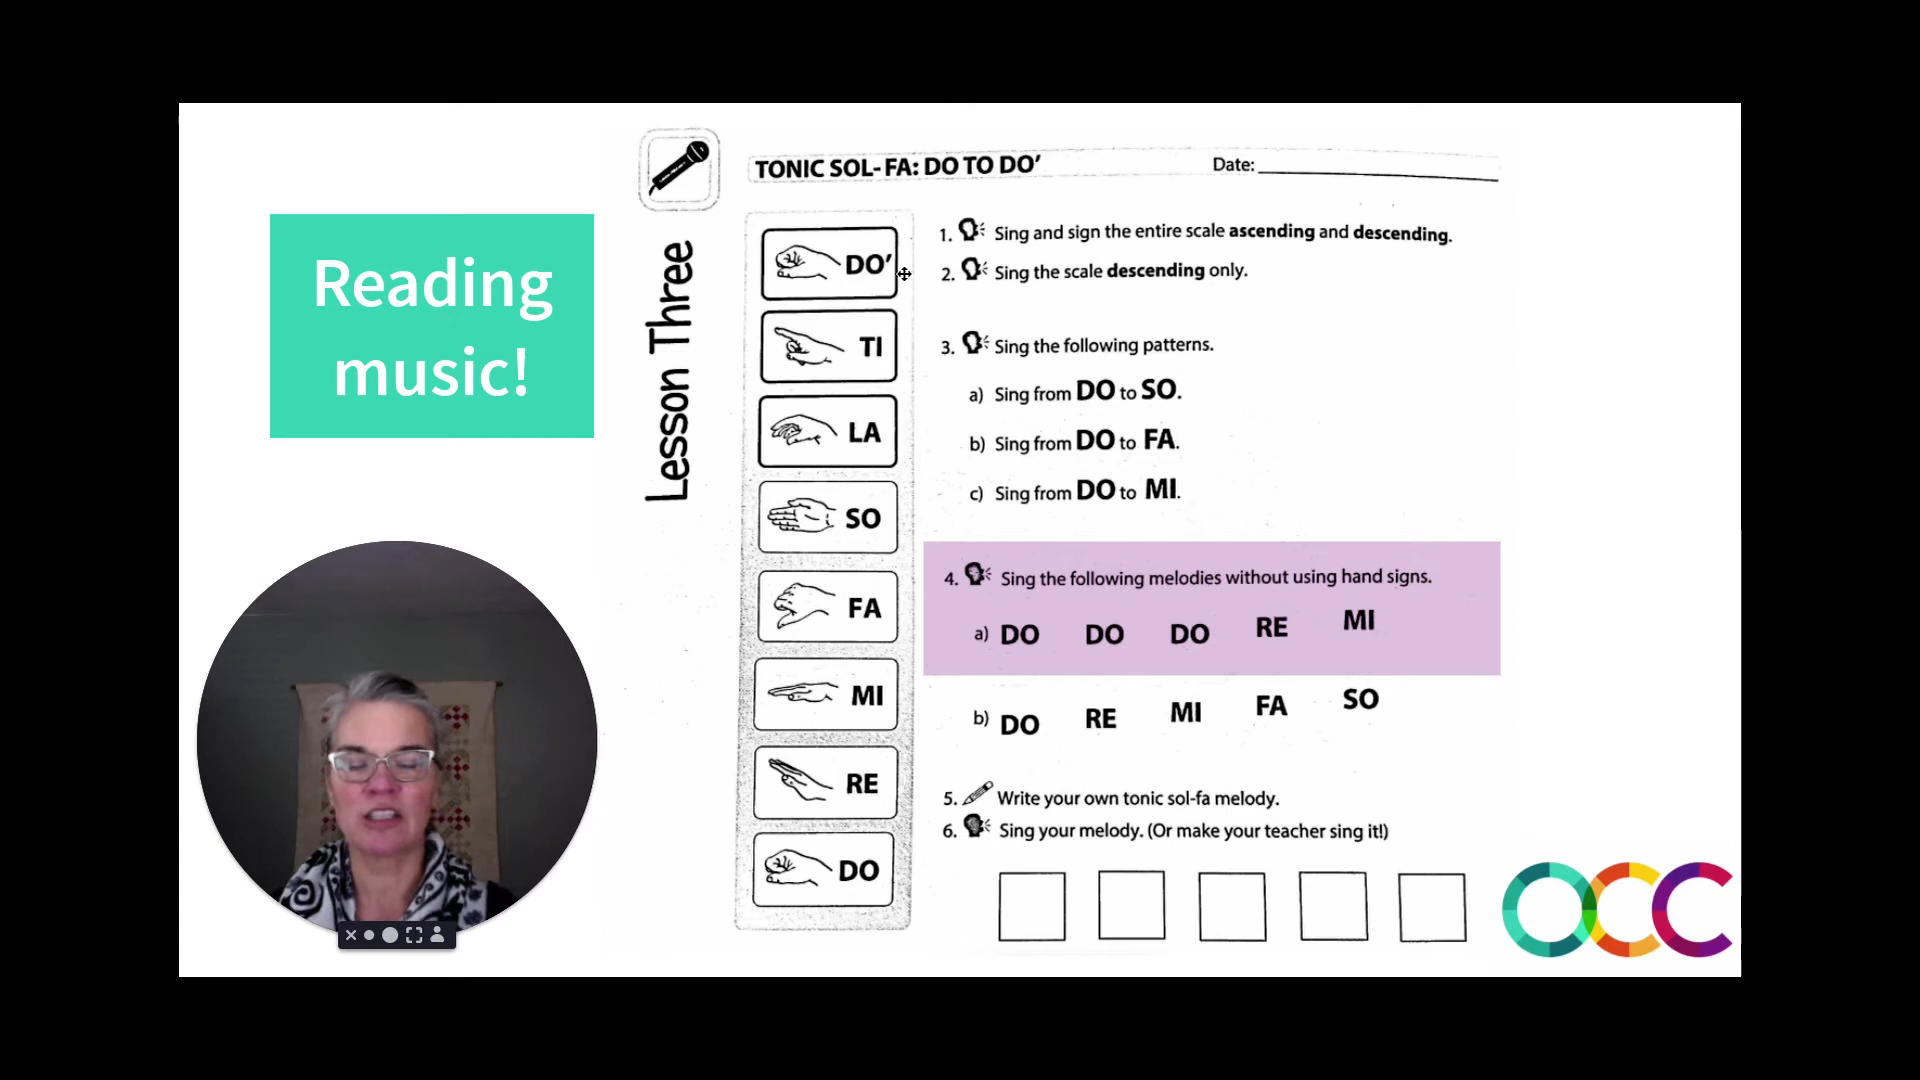 Reading
music!
Lesson Three
TONIC SOL-FA: DO TO DO’
Date:
DO’
TI
LA
SO
FA
MI
RE
DO
1. Sing and sign the entire scale ascending and descending.
2. Sing the scale descending only.
3. Sing the following patterns.
a) Sing from DO to SO.
b) Sing from DO to FA.
c) Sing from DO to MI.
4. Sing the following melodies without using hand signs.
a) DO DO DO RE MI
b) DO RE MI FA SO
5. Write your own tonic sol-fa melody.
6. Sing your melody. (Or make your teacher sing it!)
OCC